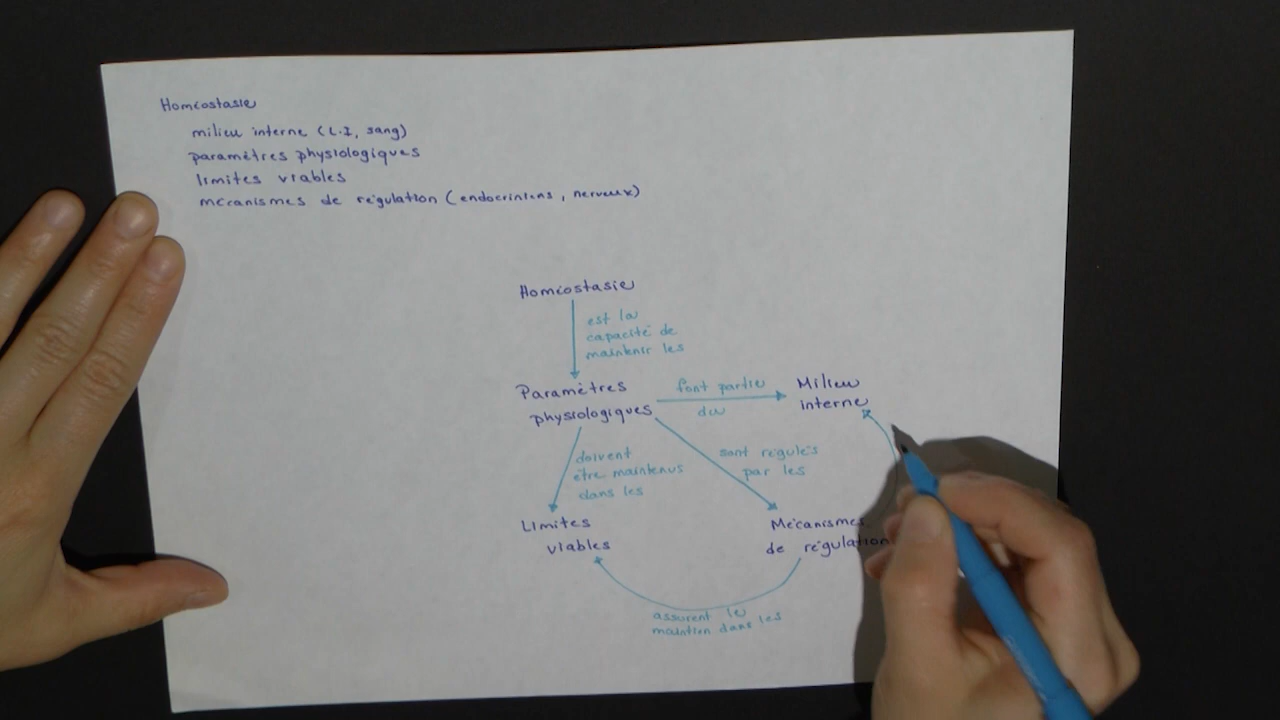 Homéostasie
milieu interne (L.I, sang)
paramètres physiologiques
limites viables
mécanismes de régulation (endocriniens, nerveux)
Homéostasie
est la
capacité de
maintenir les
Paramètres
physiologiques
font partie
du
Milieu
interne
doivent
être maintenus
dans les
sont régulés
par les
Limites
viables
Mécanismes
de régulation
assurent le
maintien dans les